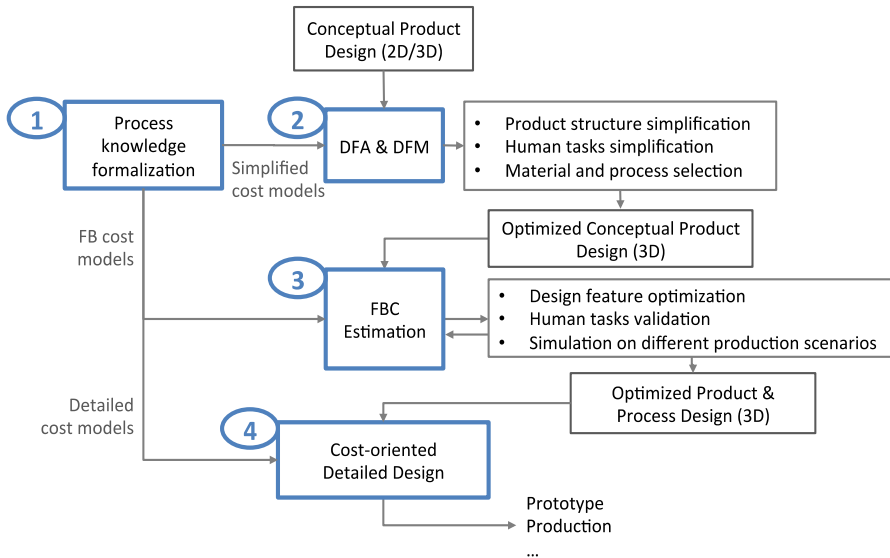 Conceptual Product
Design (2D/3D)
1
Process
knowledge
formalization
2
DFA & DFM
• Product structure simplification
• Human tasks simplification
• Material and process selection
Simplified
cost models
FB cost
models
Optimized Conceptual Product
Design (3D)
3
FBC
Estimation
• Design feature optimization
• Human tasks validation
• Simulation on different production scenarios
Detailed
cost models
Optimized Product &
Process Design (3D)
4
Cost-oriented
Detailed Design
Prototype
Production
...